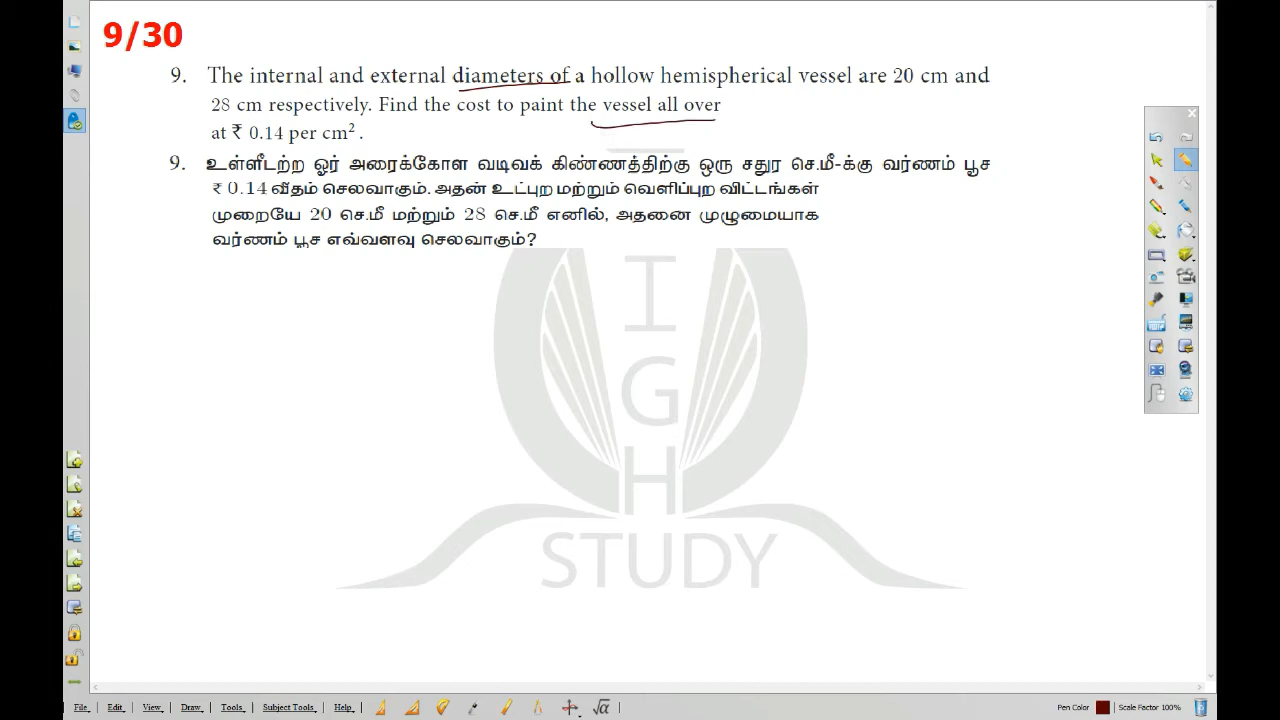 9/30
9. The internal and external diameters of a hollow hemispherical vessel are 20 cm and
28 cm respectively. Find the cost to paint the vessel all over
at ₹ 0.14 per cm².
9. உள்ளீடற்ற ஓர் அரைக்கோள வடிவக் கிண்ணத்திற்கு ஒரு சதுர செ.மீ-க்கு வர்ணம் பூச
₹ 0.14 வீதம் செலவாகும். அதன் உட்புற மற்றும் வெளிப்புற விட்டங்கள்
முறையே 20 செ.மீ மற்றும் 28 செ.மீ எனில், அதனை முழுமையாக
வர்ணம் பூச எவ்வளவு செலவாகும்?
I
G
H
STUDY
File Edit View Draw Tools Subject Tools Help Pen Color Scale Factor 100%